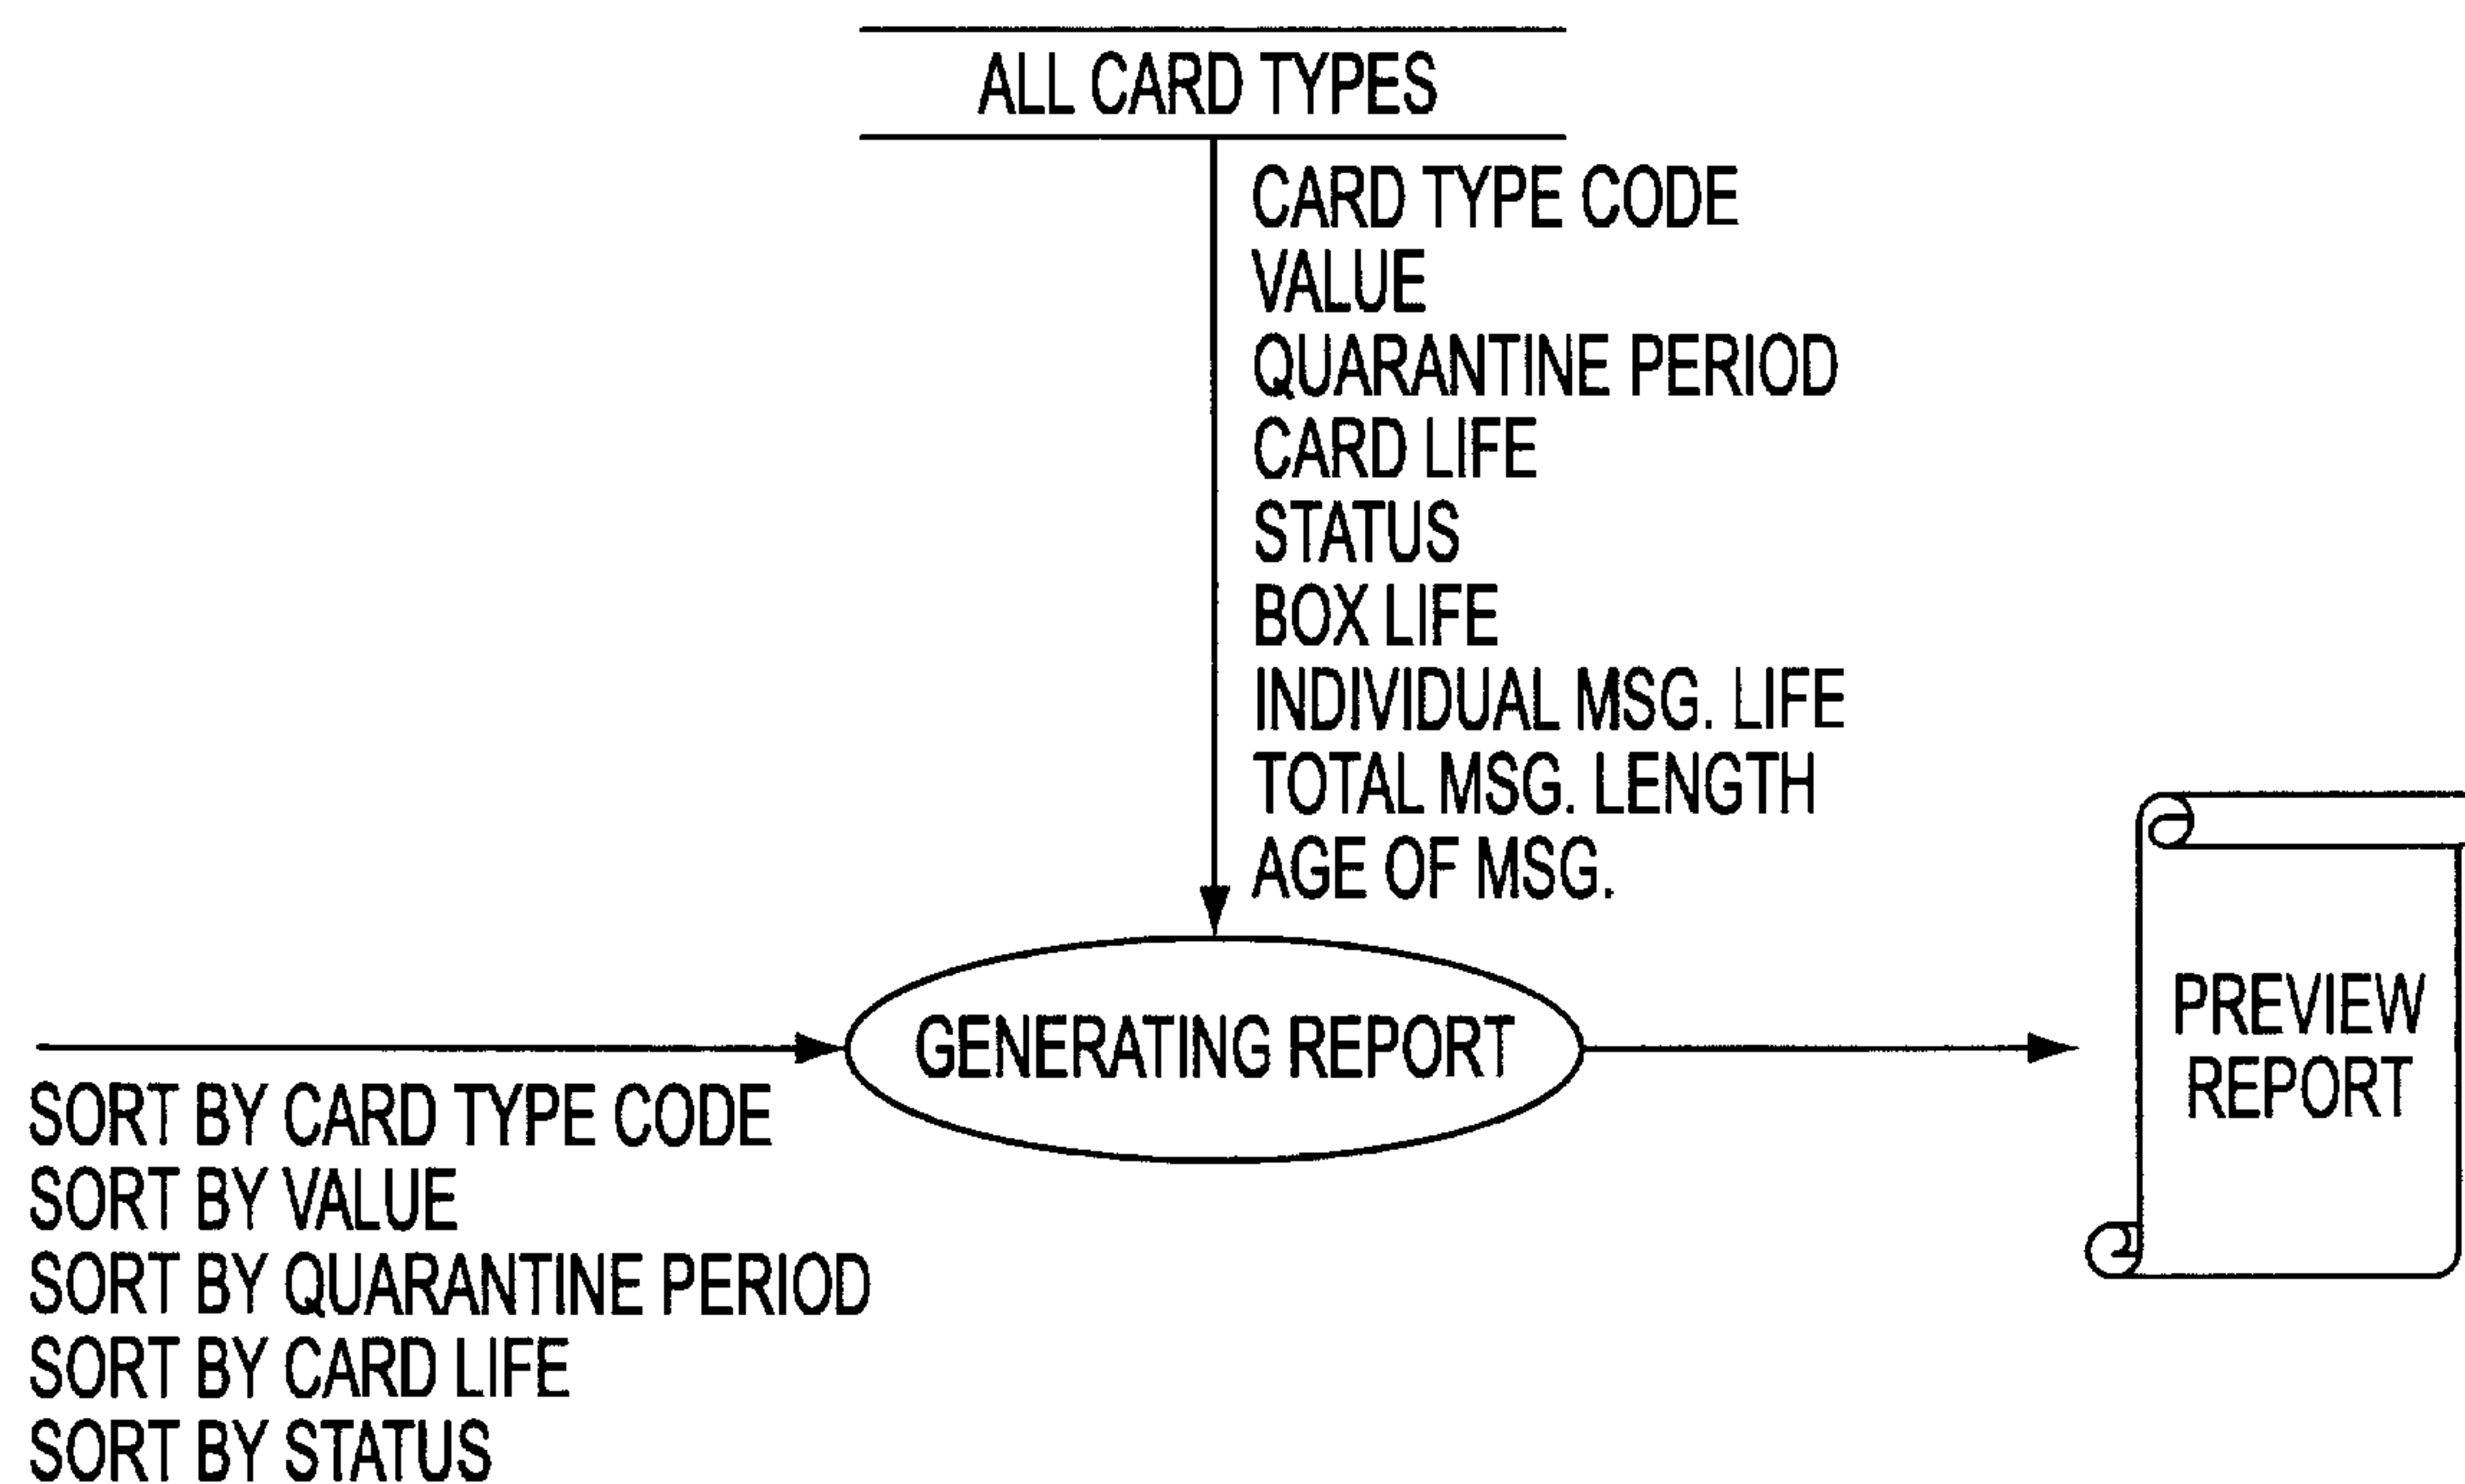 ALL CARD TYPES
CARD TYPE CODE
VALUE
QUARANTINE PERIOD
CARD LIFE
STATUS
BOX LIFE
INDIVIDUAL MSG. LIFE
TOTAL MSG. LENGTH
AGE OF MSG.
GENERATING REPORT
PREVIEW
REPORT
SORT BY CARD TYPE CODE
SORT BY VALUE
SORT BY QUARANTINE PERIOD
SORT BY CARD LIFE
SORT BY STATUS